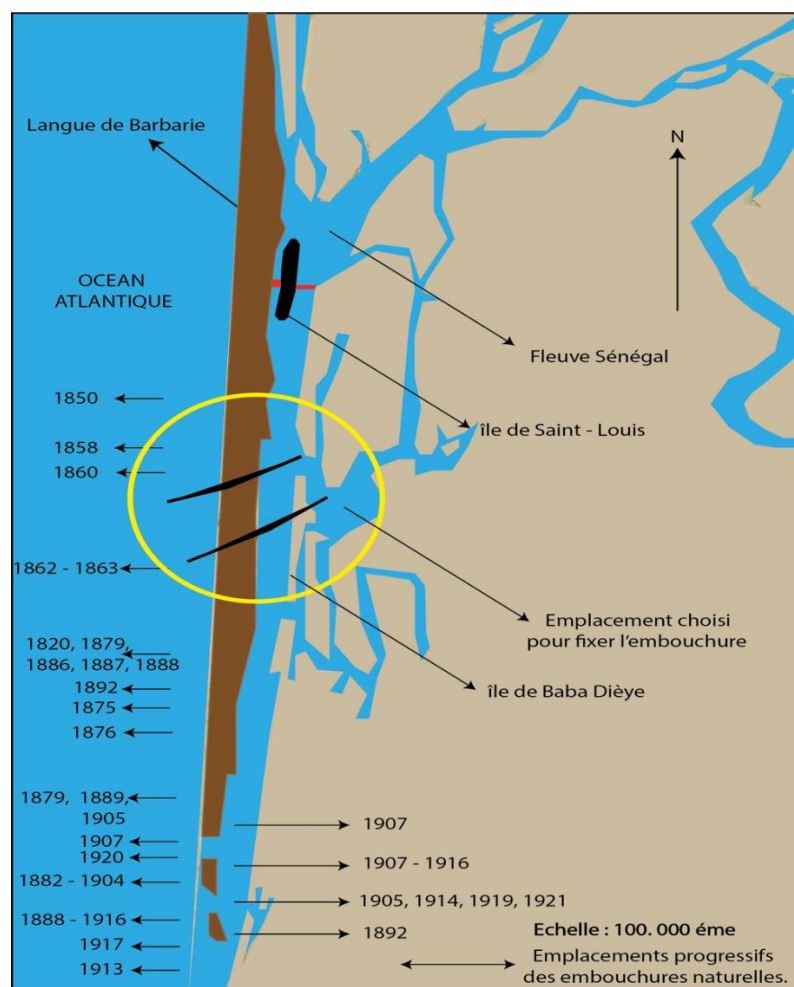 Langue de Barbarie
N
OCEAN
ATLANTIQUE
Fleuve Sénégal
1850
île de Saint - Louis
1858
1860
1862 - 1863
Emplacement choisi
pour fixer l'embouchure
1820, 1879,
1886, 1887, 1888
1892
île de Baba Dièye
1875
1876
1879, 1889,
1905
1907
1907
1920
1907 - 1916
1882 - 1904
1905, 1914, 1919, 1921
1888 - 1916
1892
Echelle : 100. 000 éme
1917
Emplacements progressifs
des embouchures naturelles.
1913